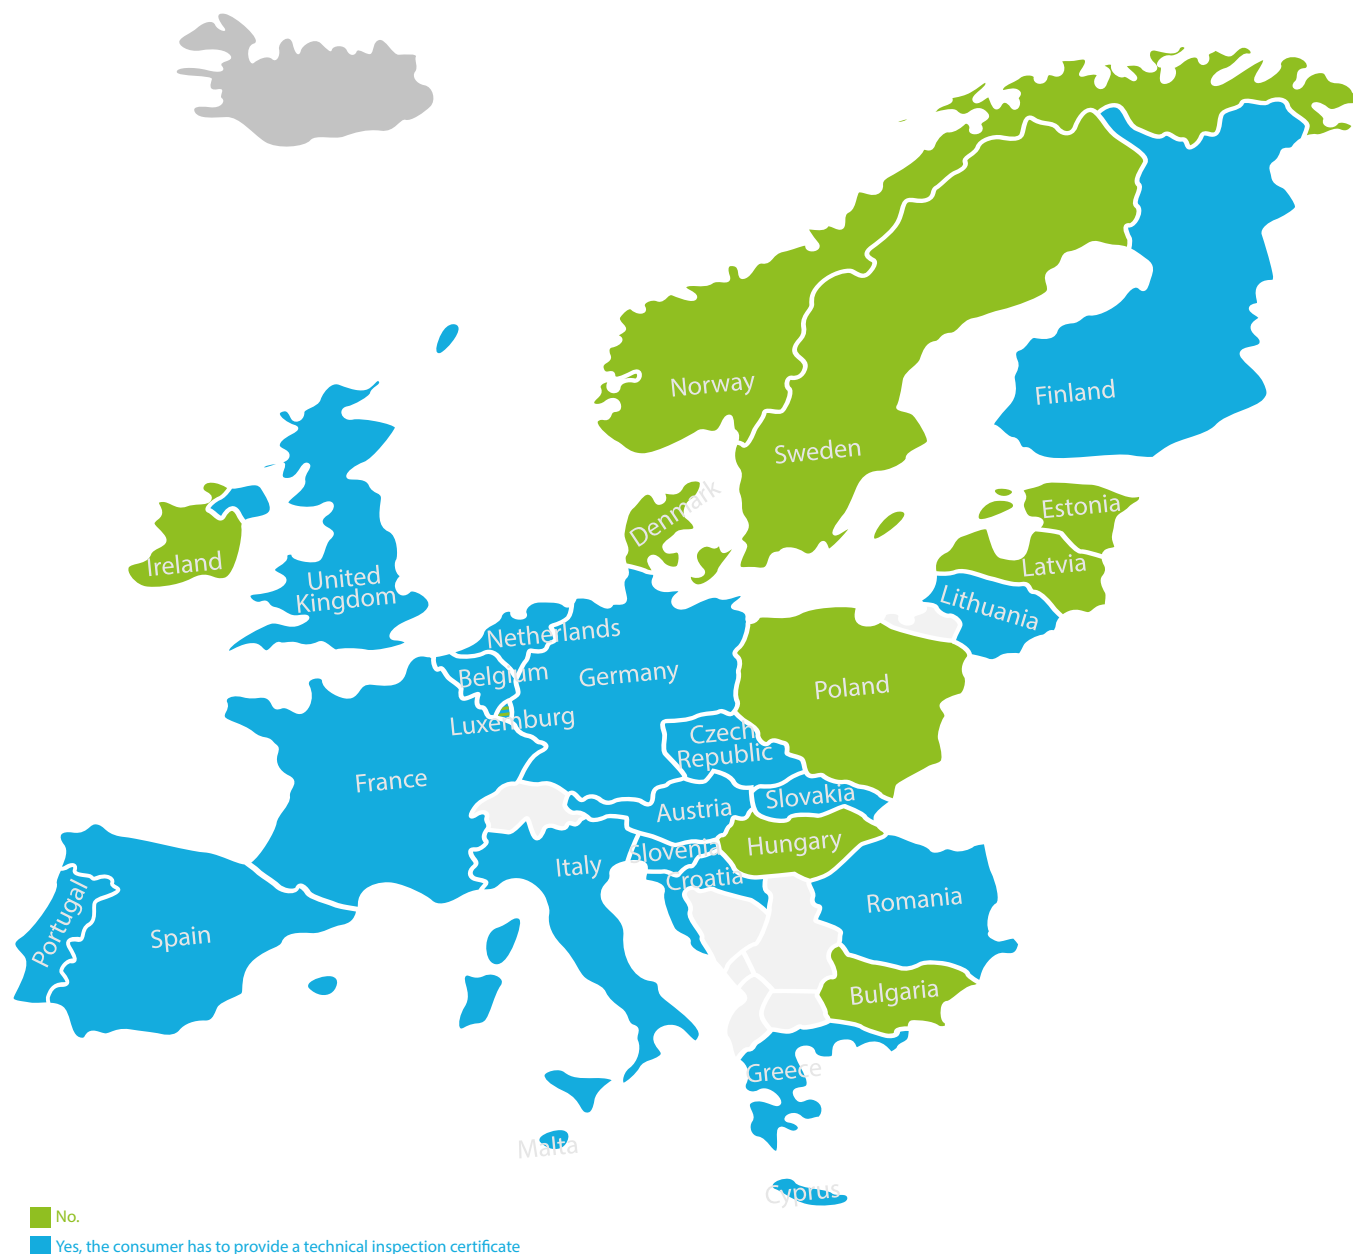 Norway
Finland
Sweden
Denmark
Estonia
Ireland
Latvia
United
Kingdom
Lithuania
Netherlands
Belgium
Germany
Poland
Luxemburg
Czech
Republic
France
Slovakia
Austria
Hungary
Slovenia
Italy
Croatia
Romania
Portugal
Spain
Bulgaria
Greece
Malta
Cyprus
No.
Yes, the consumer has to provide a technical inspection certificate